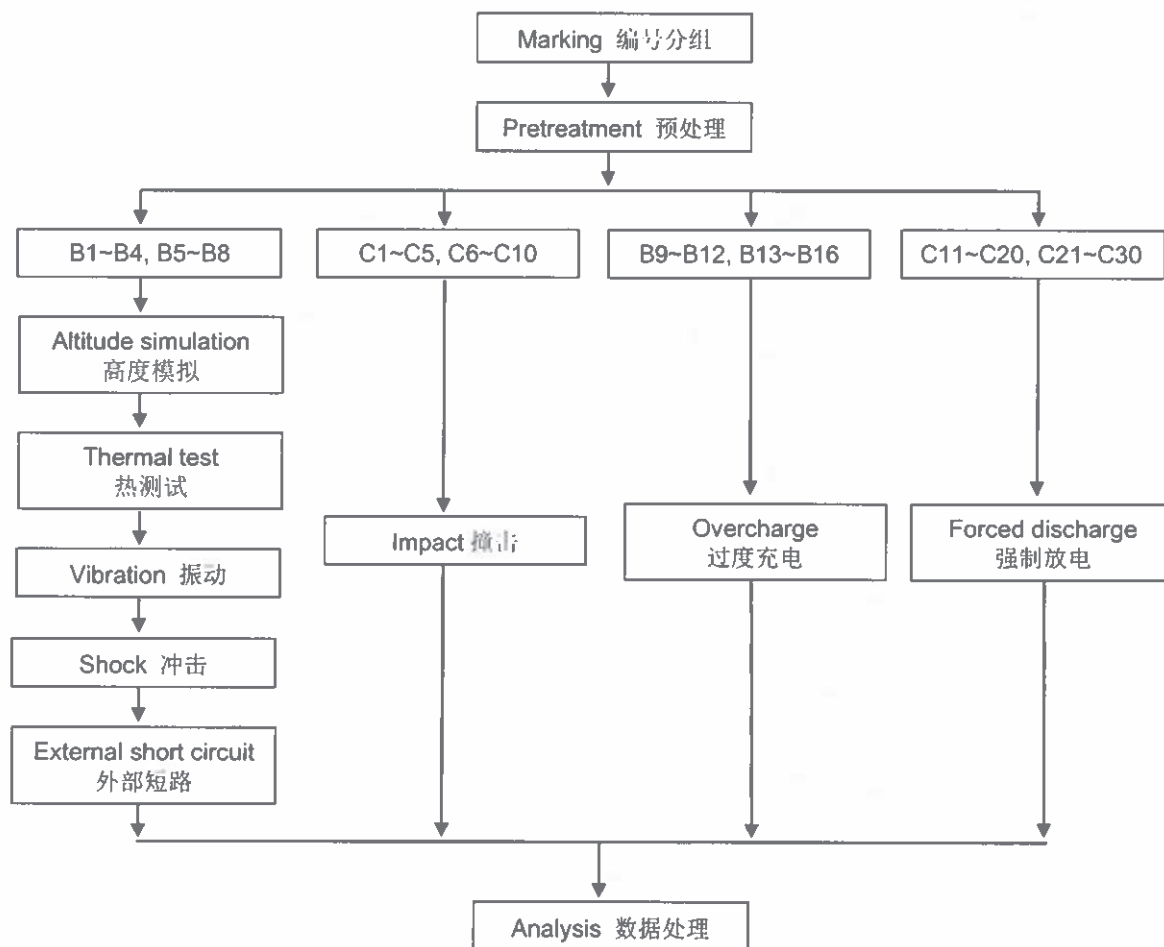 Marking 编号分组
Pretreatment 预处理
B1~B4, B5~B8
C1~C5, C6~C10
B9~B12, B13~B16
C11~C20, C21~C30
Altitude simulation
高度模拟
Thermal test
热测试
Vibration 振动
Shock 冲击
External short circuit
外部短路
Impact 撞击
Overcharge
过度充电
Forced discharge
强制放电
Analysis 数据处理